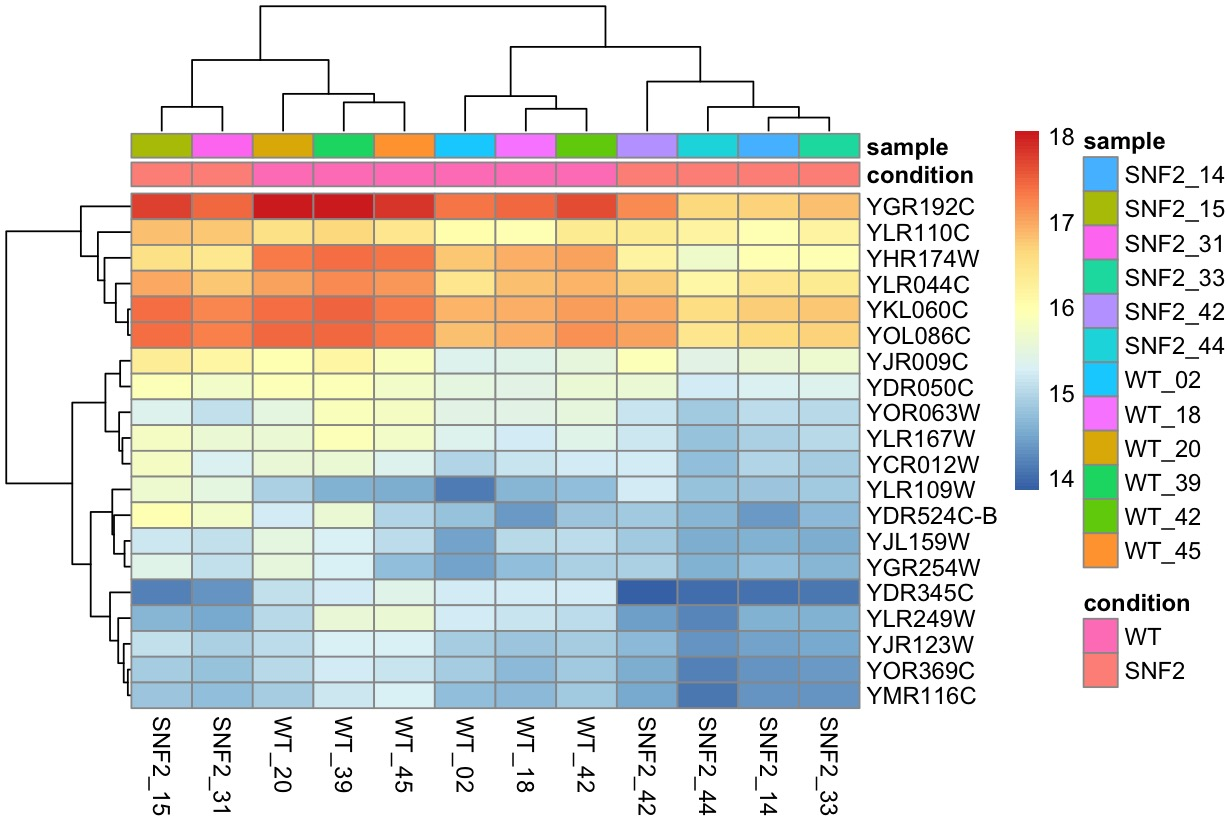 sample
condition
YGR192C
YLR110C
YHR174W
YLR044C
YKL060C
YOL086C
YJR009C
YDR050C
YOR063W
YLR167W
YCR012W
YLR109W
YDR524C-B
YJL159W
YGR254W
YDR345C
YLR249W
YJR123W
YOR369C
YMR116C
SNF2_15
SNF2_31
WT_20
WT_39
WT_45
WT_02
WT_18
WT_42
SNF2_42
SNF2_44
SNF2_14
SNF2_33
18
17
16
15
14
sample
SNF2_14
SNF2_15
SNF2_31
SNF2_33
SNF2_42
SNF2_44
WT_02
WT_18
WT_20
WT_39
WT_42
WT_45
condition
WT
SNF2